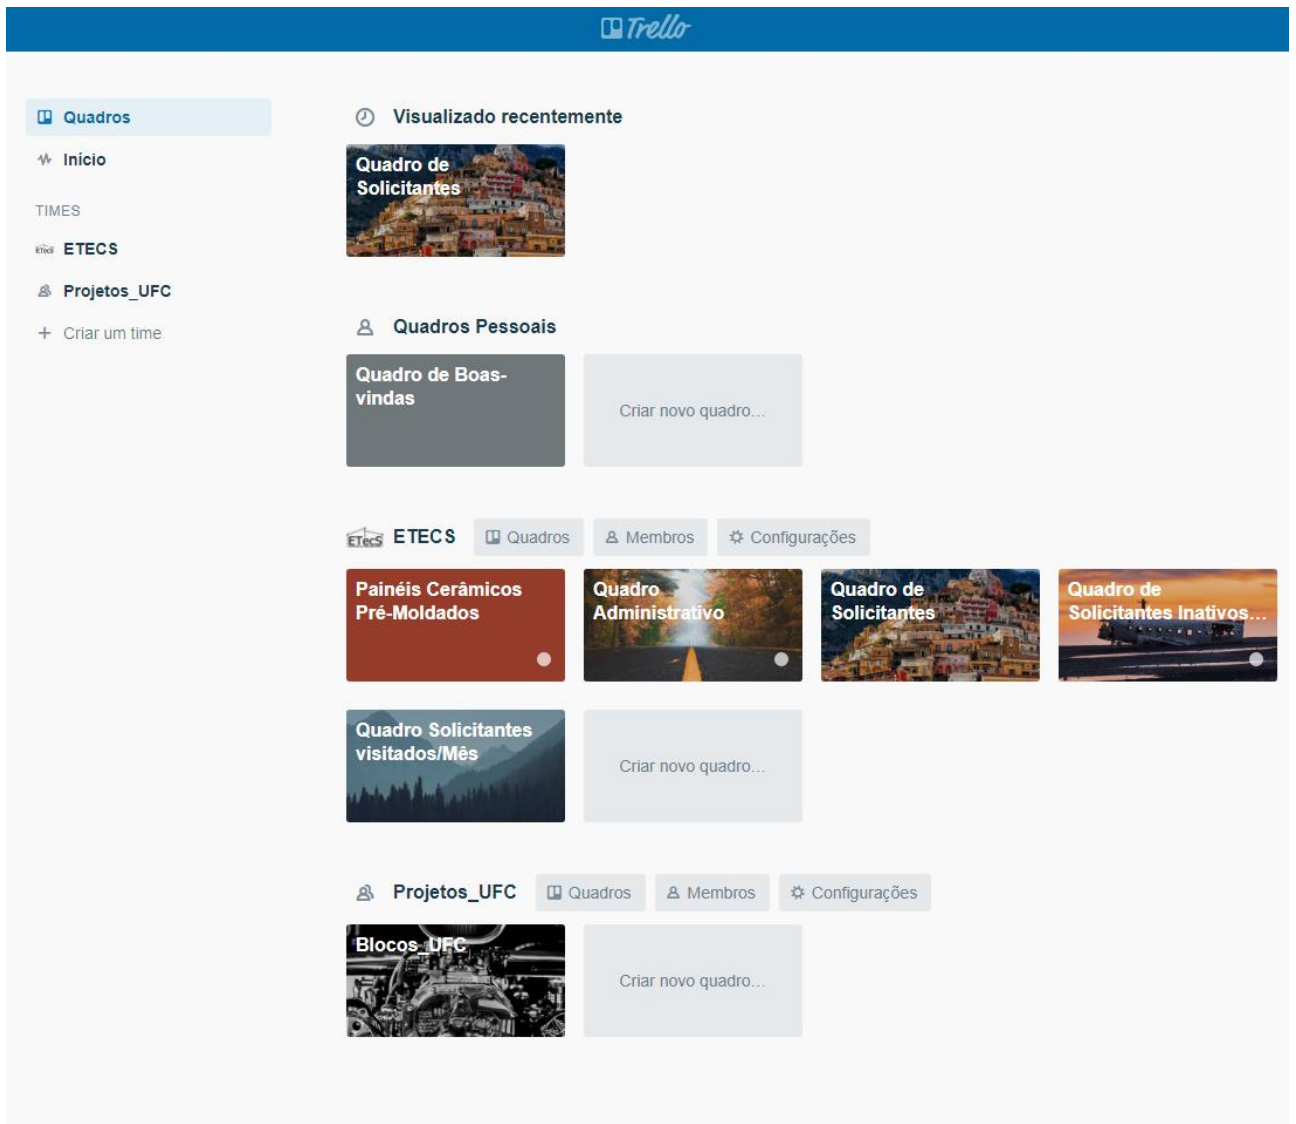 Trello
Quadros
Início
TIMES
ETecS ETECS
Projetos_UFC
+ Criar um time
Visualizado recentemente
Quadro de
Solicitantes
Quadros Pessoais
Quadro de Boas-
vindas
Criar novo quadro...
ETecS ETECS Quadros Membros Configurações
Painéis Cerâmicos
Pré-Moldados
Quadro
Administrativo
Quadro de
Solicitantes
Quadro de
Solicitantes Inativos...
Quadro Solicitantes
visitados/Mês
Criar novo quadro...
Projetos_UFC Quadros Membros Configurações
Blocos_UFC
Criar novo quadro...